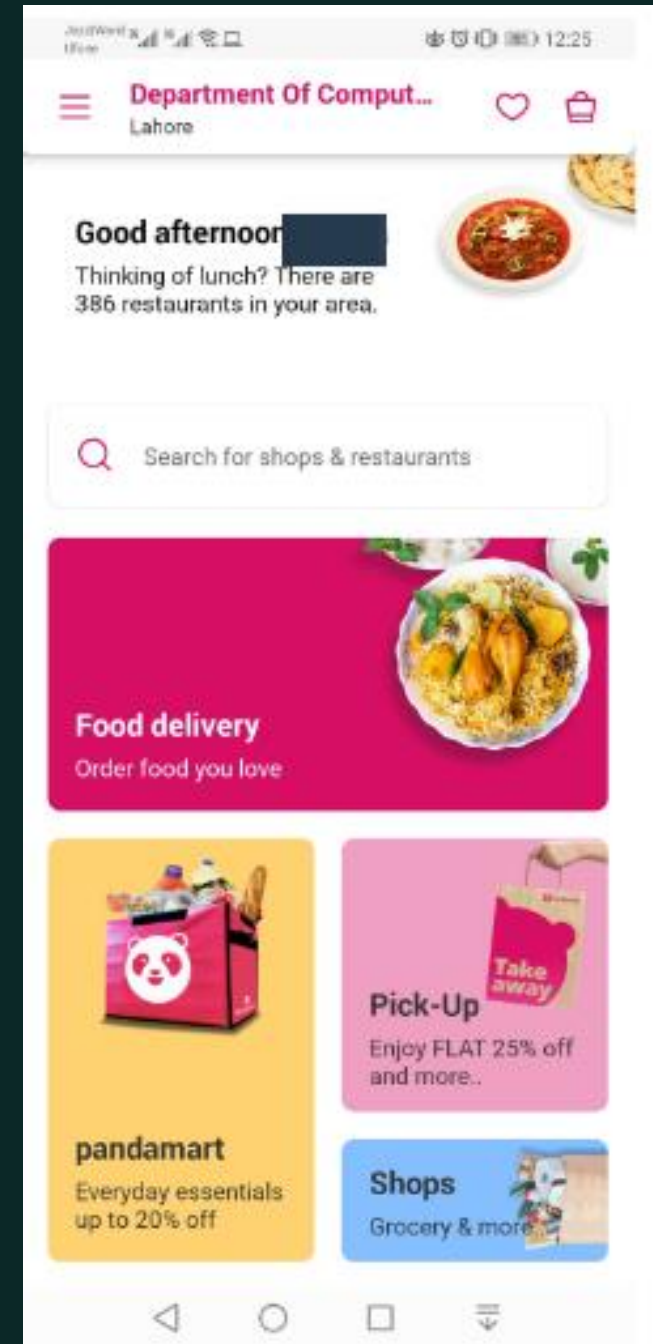 12:25
Department Of Comput...
Lahore
Good afternoon
Thinking of lunch? There are
386 restaurants in your area.
Search for shops & restaurants
Food delivery
Order food you love
Take
away
Pick-Up
Enjoy FLAT 25% off
and more..
pandamart
Everyday essentials
up to 20% off
Shops
Grocery & more